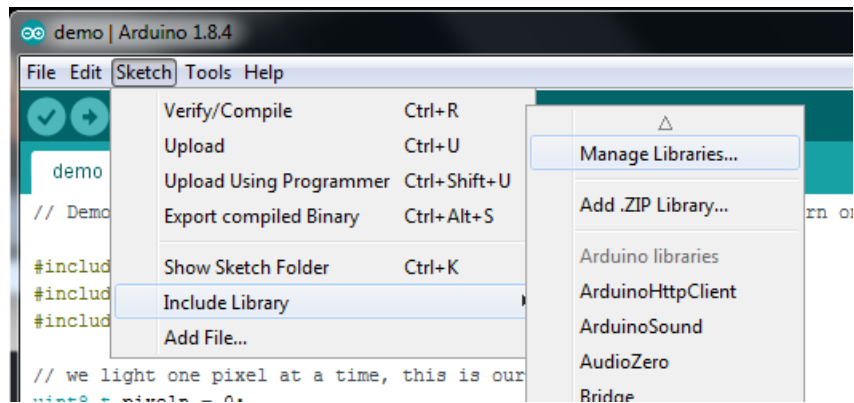 demo | Arduino 1.8.4
File Edit Sketch Tools Help
demo
Verify/Compile Ctrl+R
Upload Ctrl+U
Upload Using Programmer Ctrl+Shift+U
Export compiled Binary Ctrl+Alt+S
Show Sketch Folder Ctrl+K
Include Library
Add File...
Manage Libraries...
Add .ZIP Library...
Arduino libraries
ArduinoHttpClient
ArduinoSound
AudioZero
Bridge
// Demo
#includ
#includ
#includ
// we light one pixel at a time, this is our
uint8_t pixeln = 0;